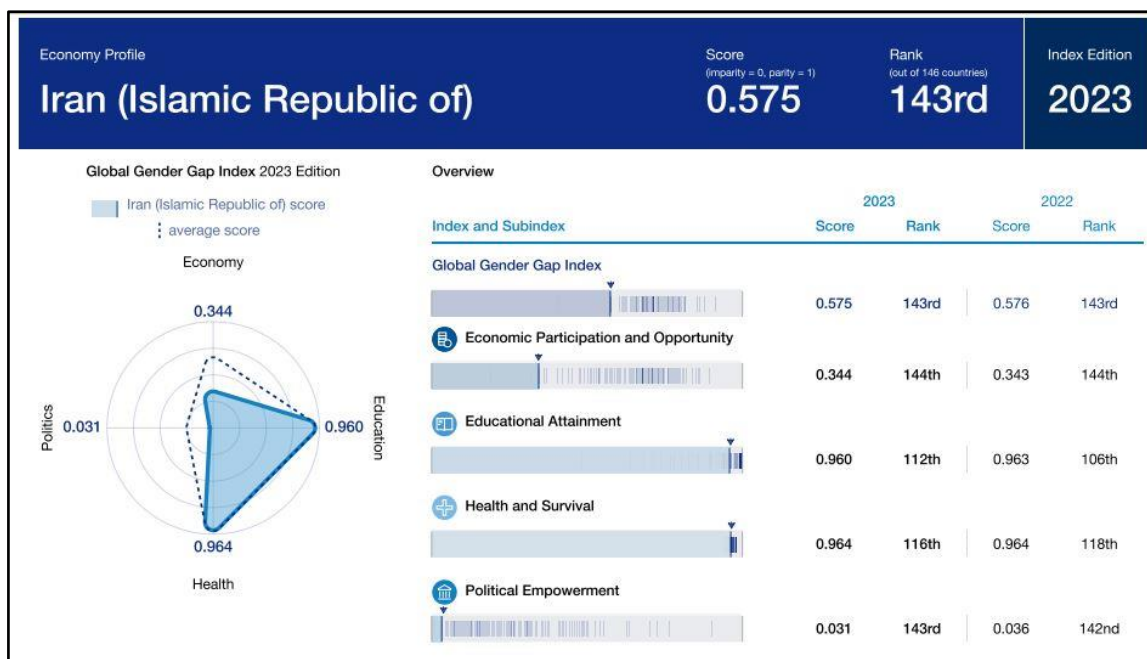 Economy Profile
Iran (Islamic Republic of)
Score
(imparity = 0, parity = 1)
0.575
Rank
(out of 146 countries)
143rd
Index Edition
2023
Global Gender Gap Index 2023 Edition
Iran (Islamic Republic of) score
average score
Economy
0.344
Politics
0.031
0.960
Education
0.964
Health
Overview
2023 2022
Index and Subindex Score Rank Score Rank
Global Gender Gap Index
0.575 143rd 0.576 143rd
Economic Participation and Opportunity
0.344 144th 0.343 144th
Educational Attainment
0.960 112th 0.963 106th
Health and Survival
0.964 116th 0.964 118th
Political Empowerment
0.031 143rd 0.036 142nd